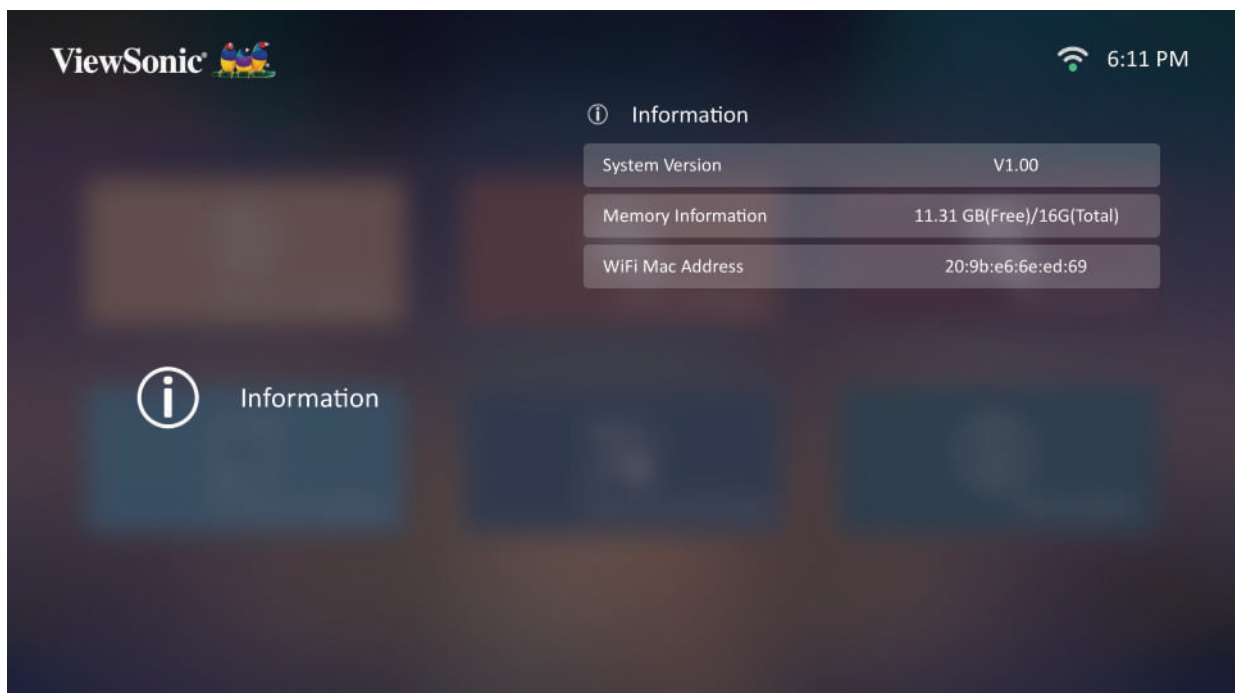 ViewSonic®
6:11 PM
Information
System Version V1.00
Memory Information 11.31 GB(Free)/16G(Total)
WiFi Mac Address 20:9b:e6:6e:ed:69
Information